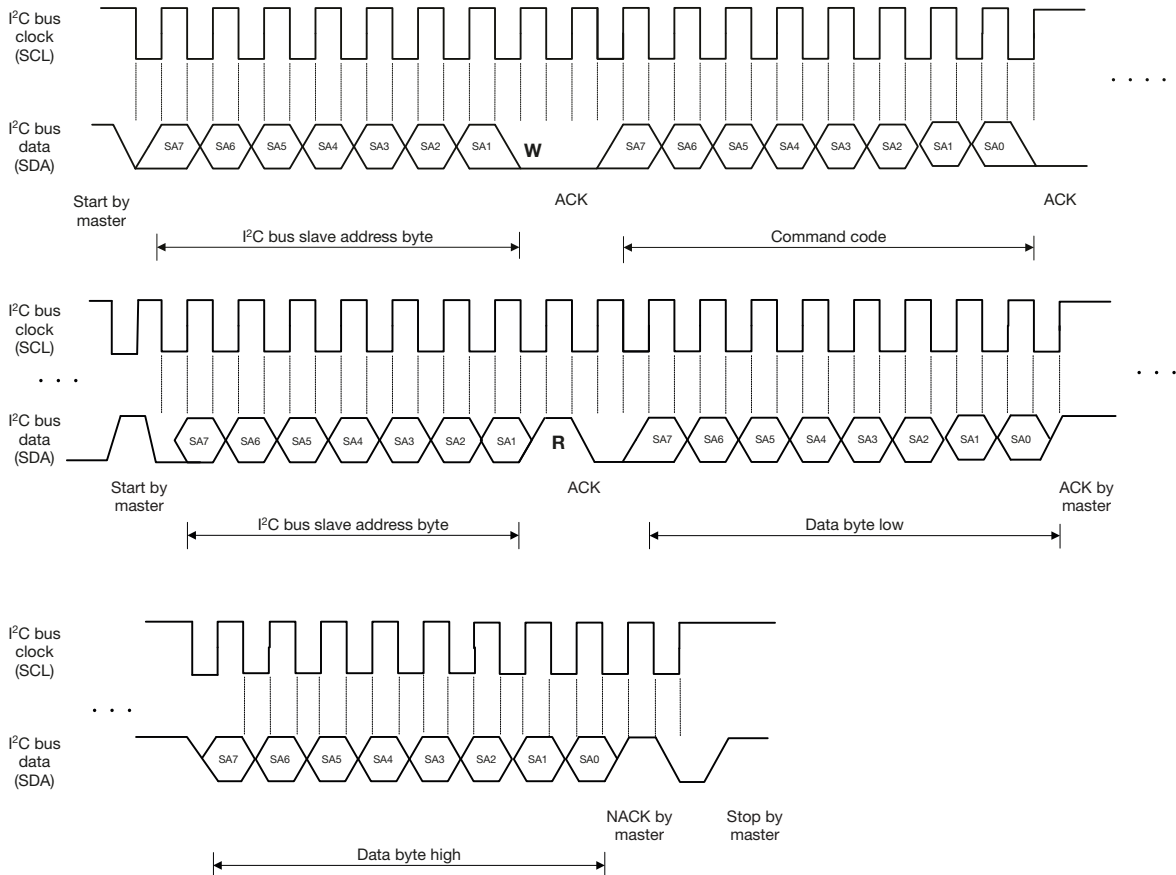 I²C bus
clock
(SCL)
. . . .
I²C bus
data
(SDA)
SA7 SA6 SA5 SA4 SA3 SA2 SA1 W SA7 SA6 SA5 SA4 SA3 SA2 SA1 SA0
Start by
master
ACK
ACK
I²C bus slave address byte
Command code
I²C bus
clock
(SCL)
. . .
. . .
I²C bus
data
(SDA)
SA7 SA6 SA5 SA4 SA3 SA2 SA1 R SA7 SA6 SA5 SA4 SA3 SA2 SA1 SA0
Start by
master
ACK
ACK by
master
I²C bus slave address byte
Data byte low
I²C bus
clock
(SCL)
. . .
I²C bus
data
(SDA)
SA7 SA6 SA5 SA4 SA3 SA2 SA1 SA0
NACK by
master
Stop by
master
Data byte high